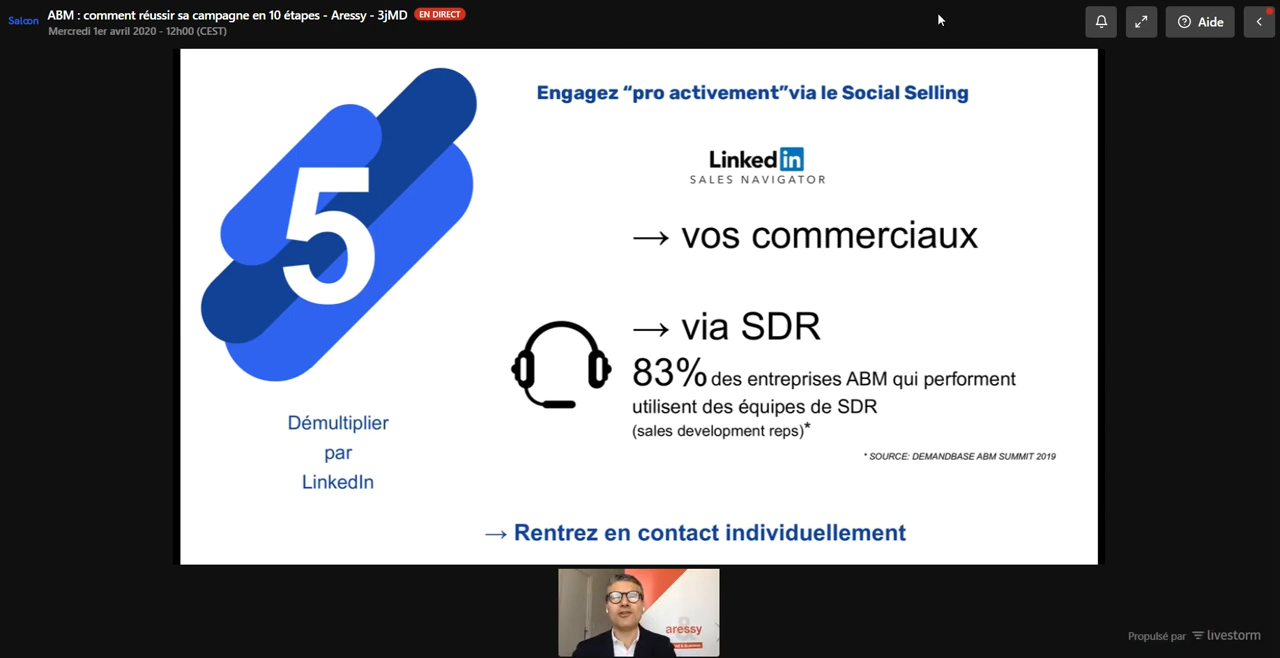 Saloon
ABM : comment réussir sa campagne en 10 étapes - Aressy - 3jMD EN DIRECT
Mercredi 1er avril 2020 - 12h00 (CEST)
Aide
5
Démultiplier
par
LinkedIn
Engagez “pro activement”via le Social Selling
Linked in
SALES NAVIGATOR
→ vos commerciaux
→ via SDR
83% des entreprises ABM qui performent
utilisent des équipes de SDR
(sales development reps)*
* SOURCE: DEMANDBASE ABM SUMMIT 2019
→ Rentrez en contact individuellement
aressy
Propulsé par livestorm